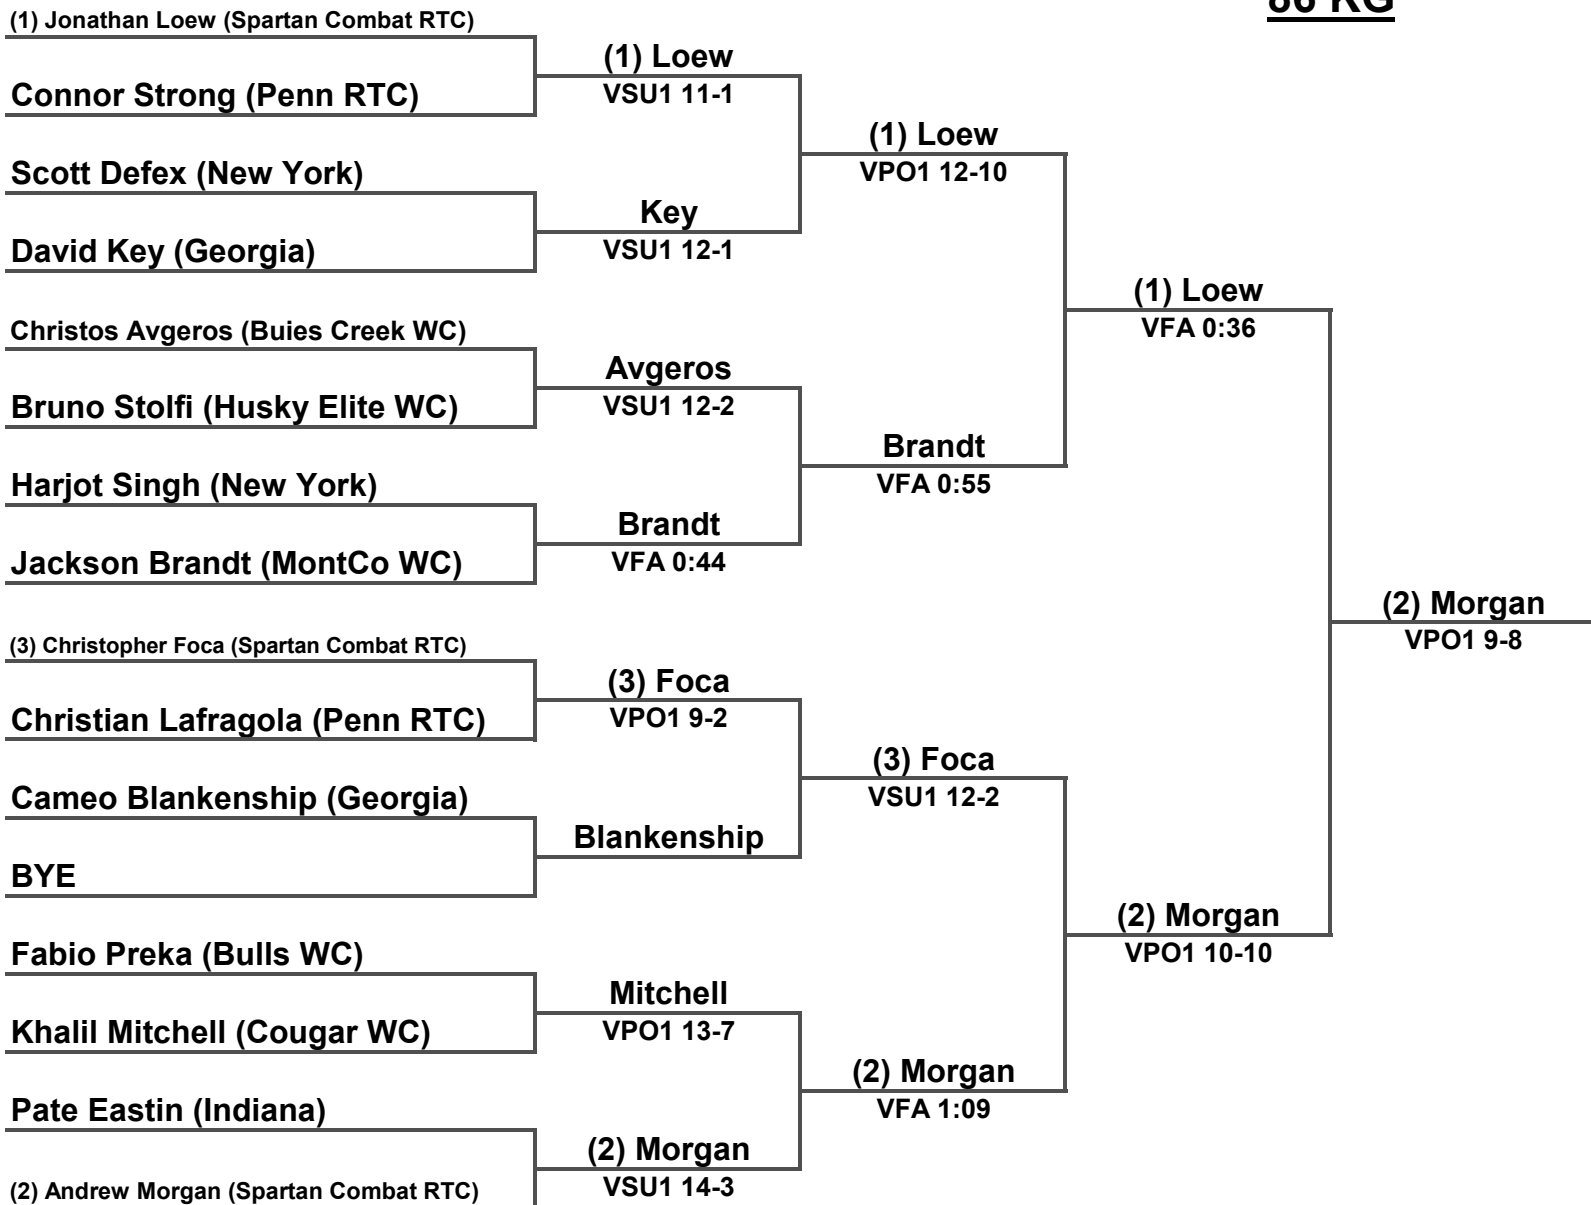 86 KG
(1) Jonathan Loew (Spartan Combat RTC)
(1) Loew
Connor Strong (Penn RTC)
VSU1 11-1
(1) Loew
Scott Defex (New York)
VPO1 12-10
Key
David Key (Georgia)
VSU1 12-1
(1) Loew
Christos Avgeros (Buies Creek WC)
VFA 0:36
Avgeros
Bruno Stolfi (Husky Elite WC)
VSU1 12-2
Brandt
Harjot Singh (New York)
VFA 0:55
Brandt
Jackson Brandt (MontCo WC)
VFA 0:44
(2) Morgan
VPO1 9-8
(3) Christopher Foca (Spartan Combat RTC)
(3) Foca
Christian Lafragola (Penn RTC)
VPO1 9-2
(3) Foca
Cameo Blankenship (Georgia)
VSU1 12-2
Blankenship
BYE
(2) Morgan
Fabio Preka (Bulls WC)
VPO1 10-10
Mitchell
Khalil Mitchell (Cougar WC)
VPO1 13-7
(2) Morgan
Pate Eastin (Indiana)
VFA 1:09
(2) Morgan
(2) Andrew Morgan (Spartan Combat RTC)
VSU1 14-3